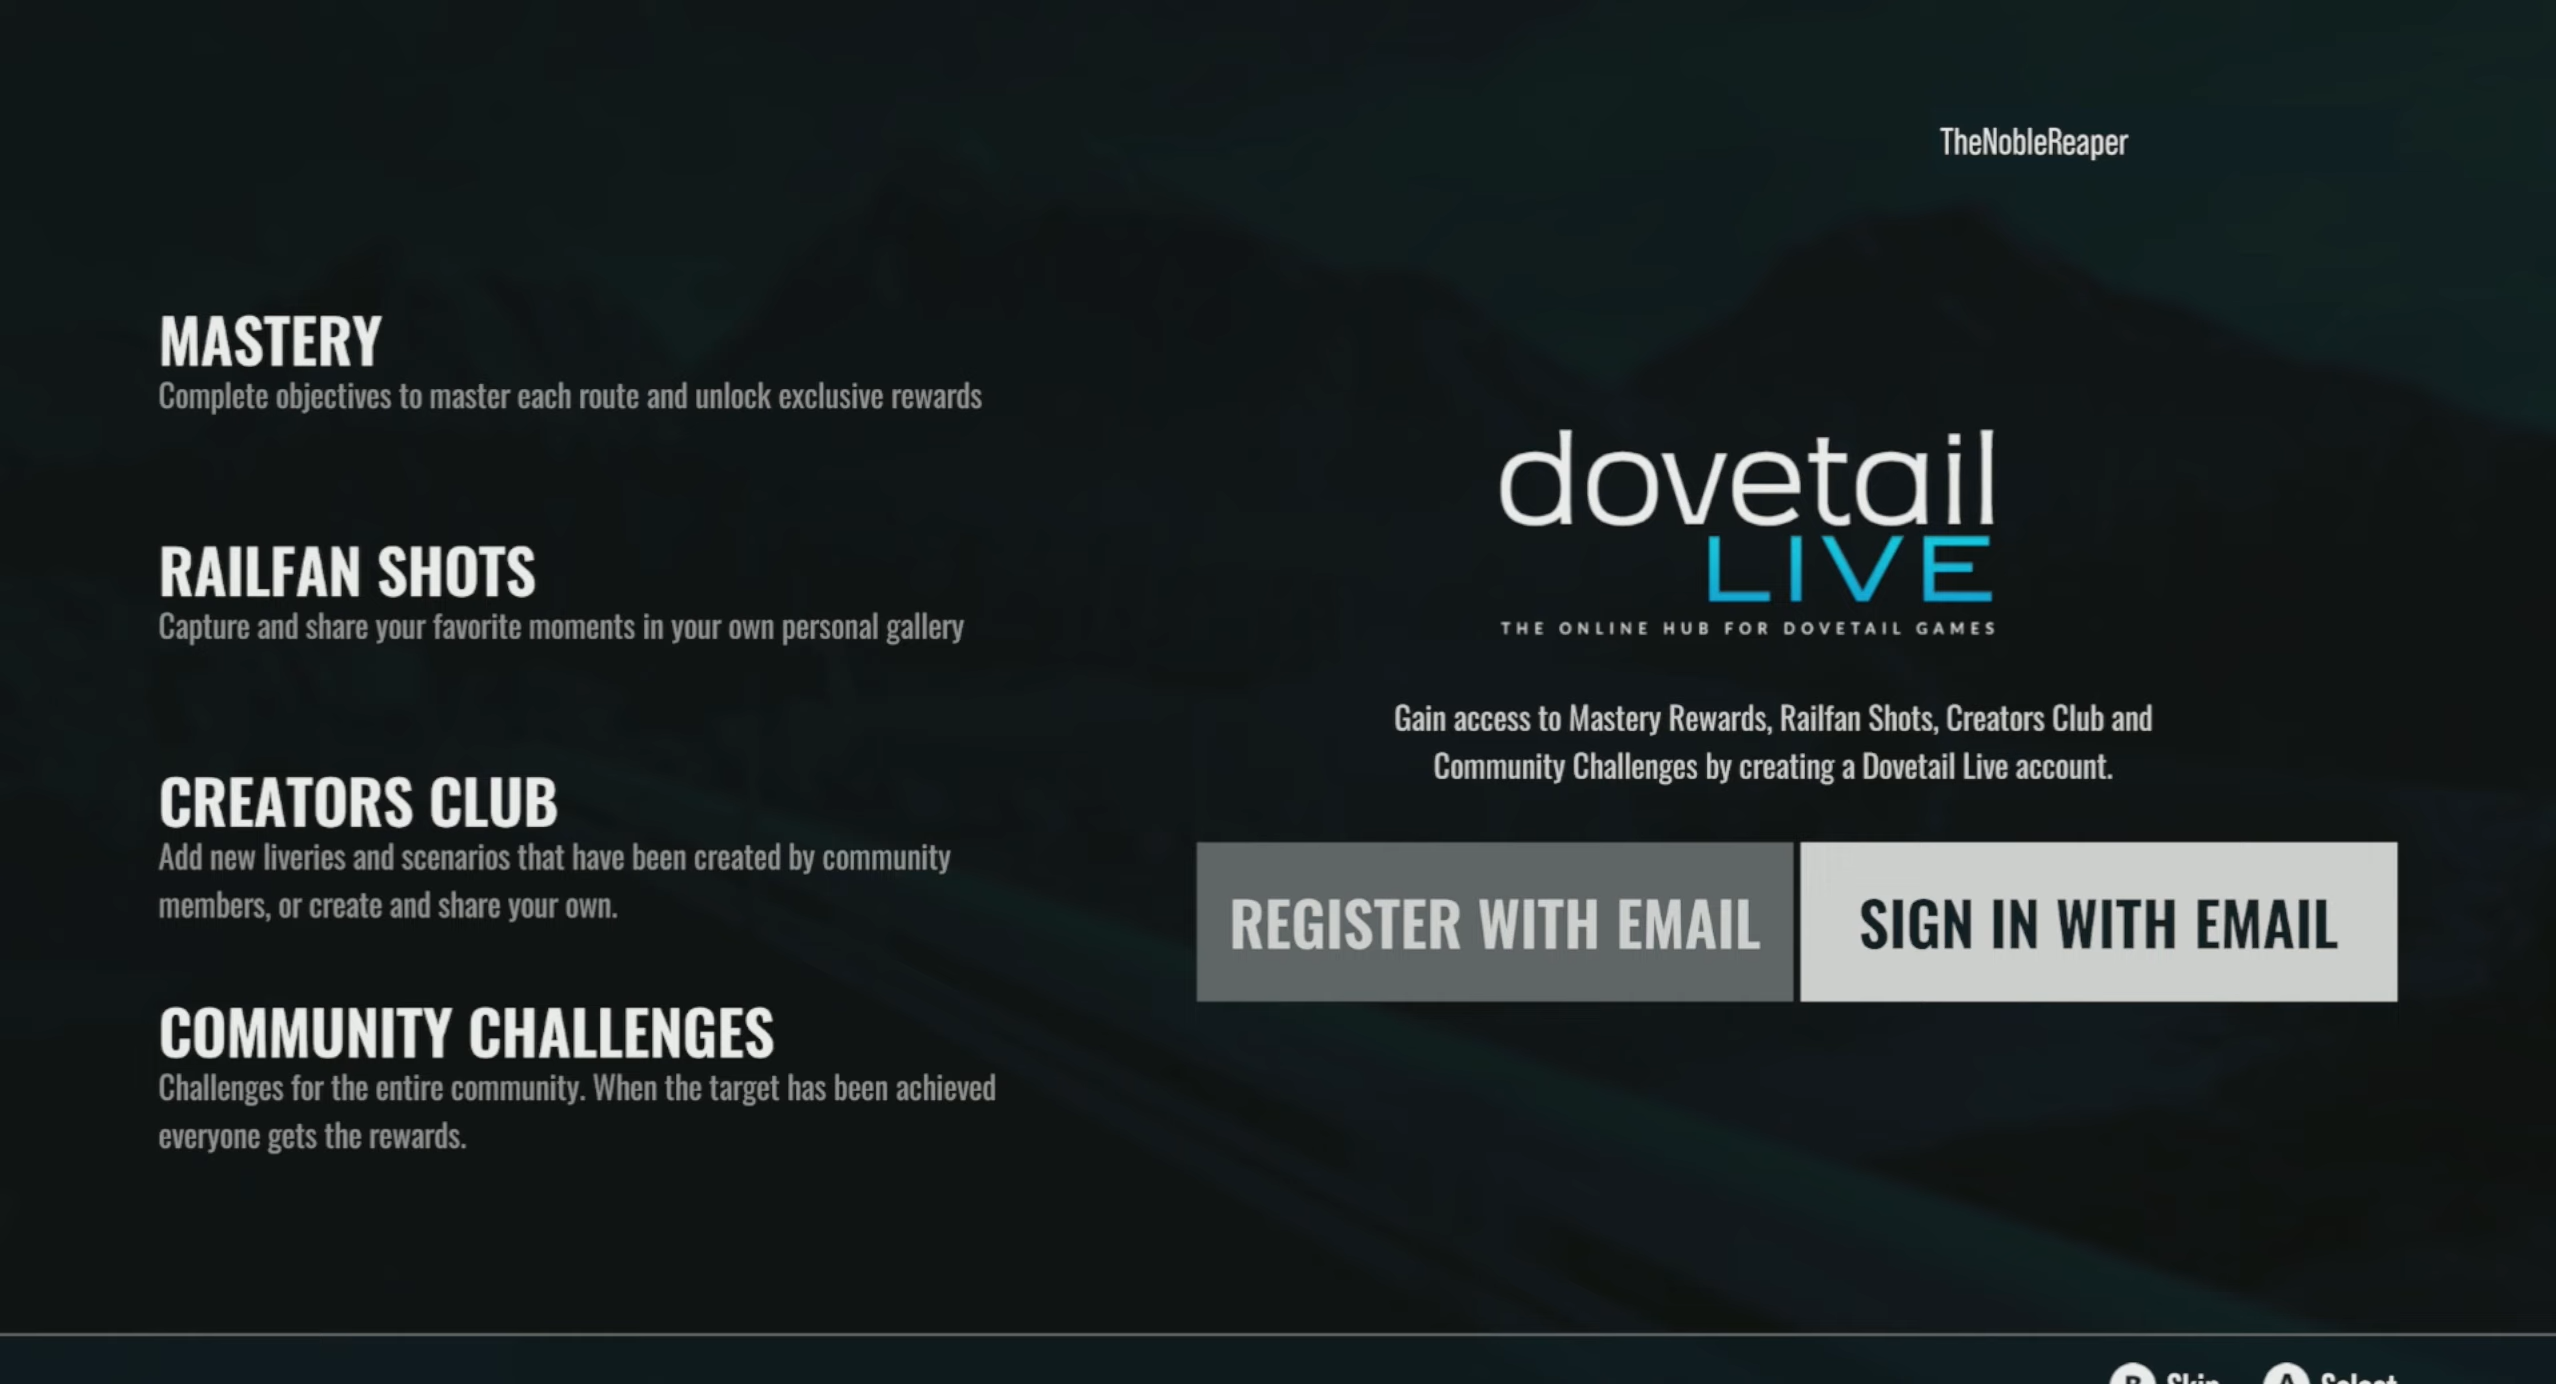 TheNobleReaper
MASTERY
Complete objectives to master each route and unlock exclusive rewards
RAILFAN SHOTS
Capture and share your favorite moments in your own personal gallery
CREATORS CLUB
Add new liveries and scenarios that have been created by community
members, or create and share your own.
COMMUNITY CHALLENGES
Challenges for the entire community. When the target has been achieved
everyone gets the rewards.
dovetail
LIVE
THE ONLINE HUB FOR DOVETAIL GAMES
Gain access to Mastery Rewards, Railfan Shots, Creators Club and
Community Challenges by creating a Dovetail Live account.
REGISTER WITH EMAIL
SIGN IN WITH EMAIL
B Skip A Select